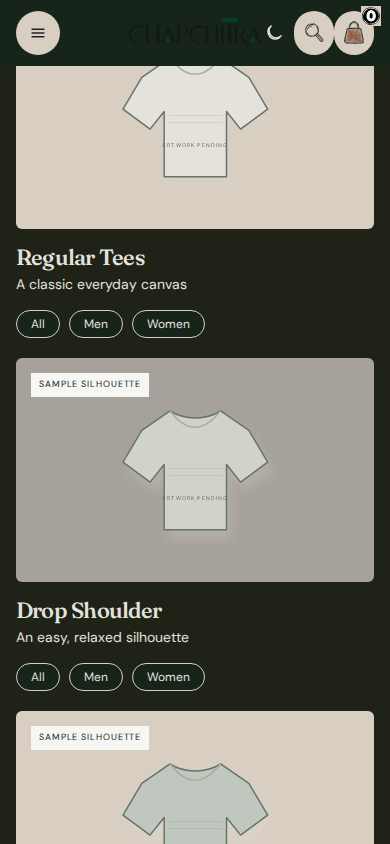 CHAPCHITRA
0
ARTWORK PENDING
Regular Tees
A classic everyday canvas
All
Men
Women
SAMPLE SILHOUETTE
ARTWORK PENDING
Drop Shoulder
An easy, relaxed silhouette
All
Men
Women
SAMPLE SILHOUETTE